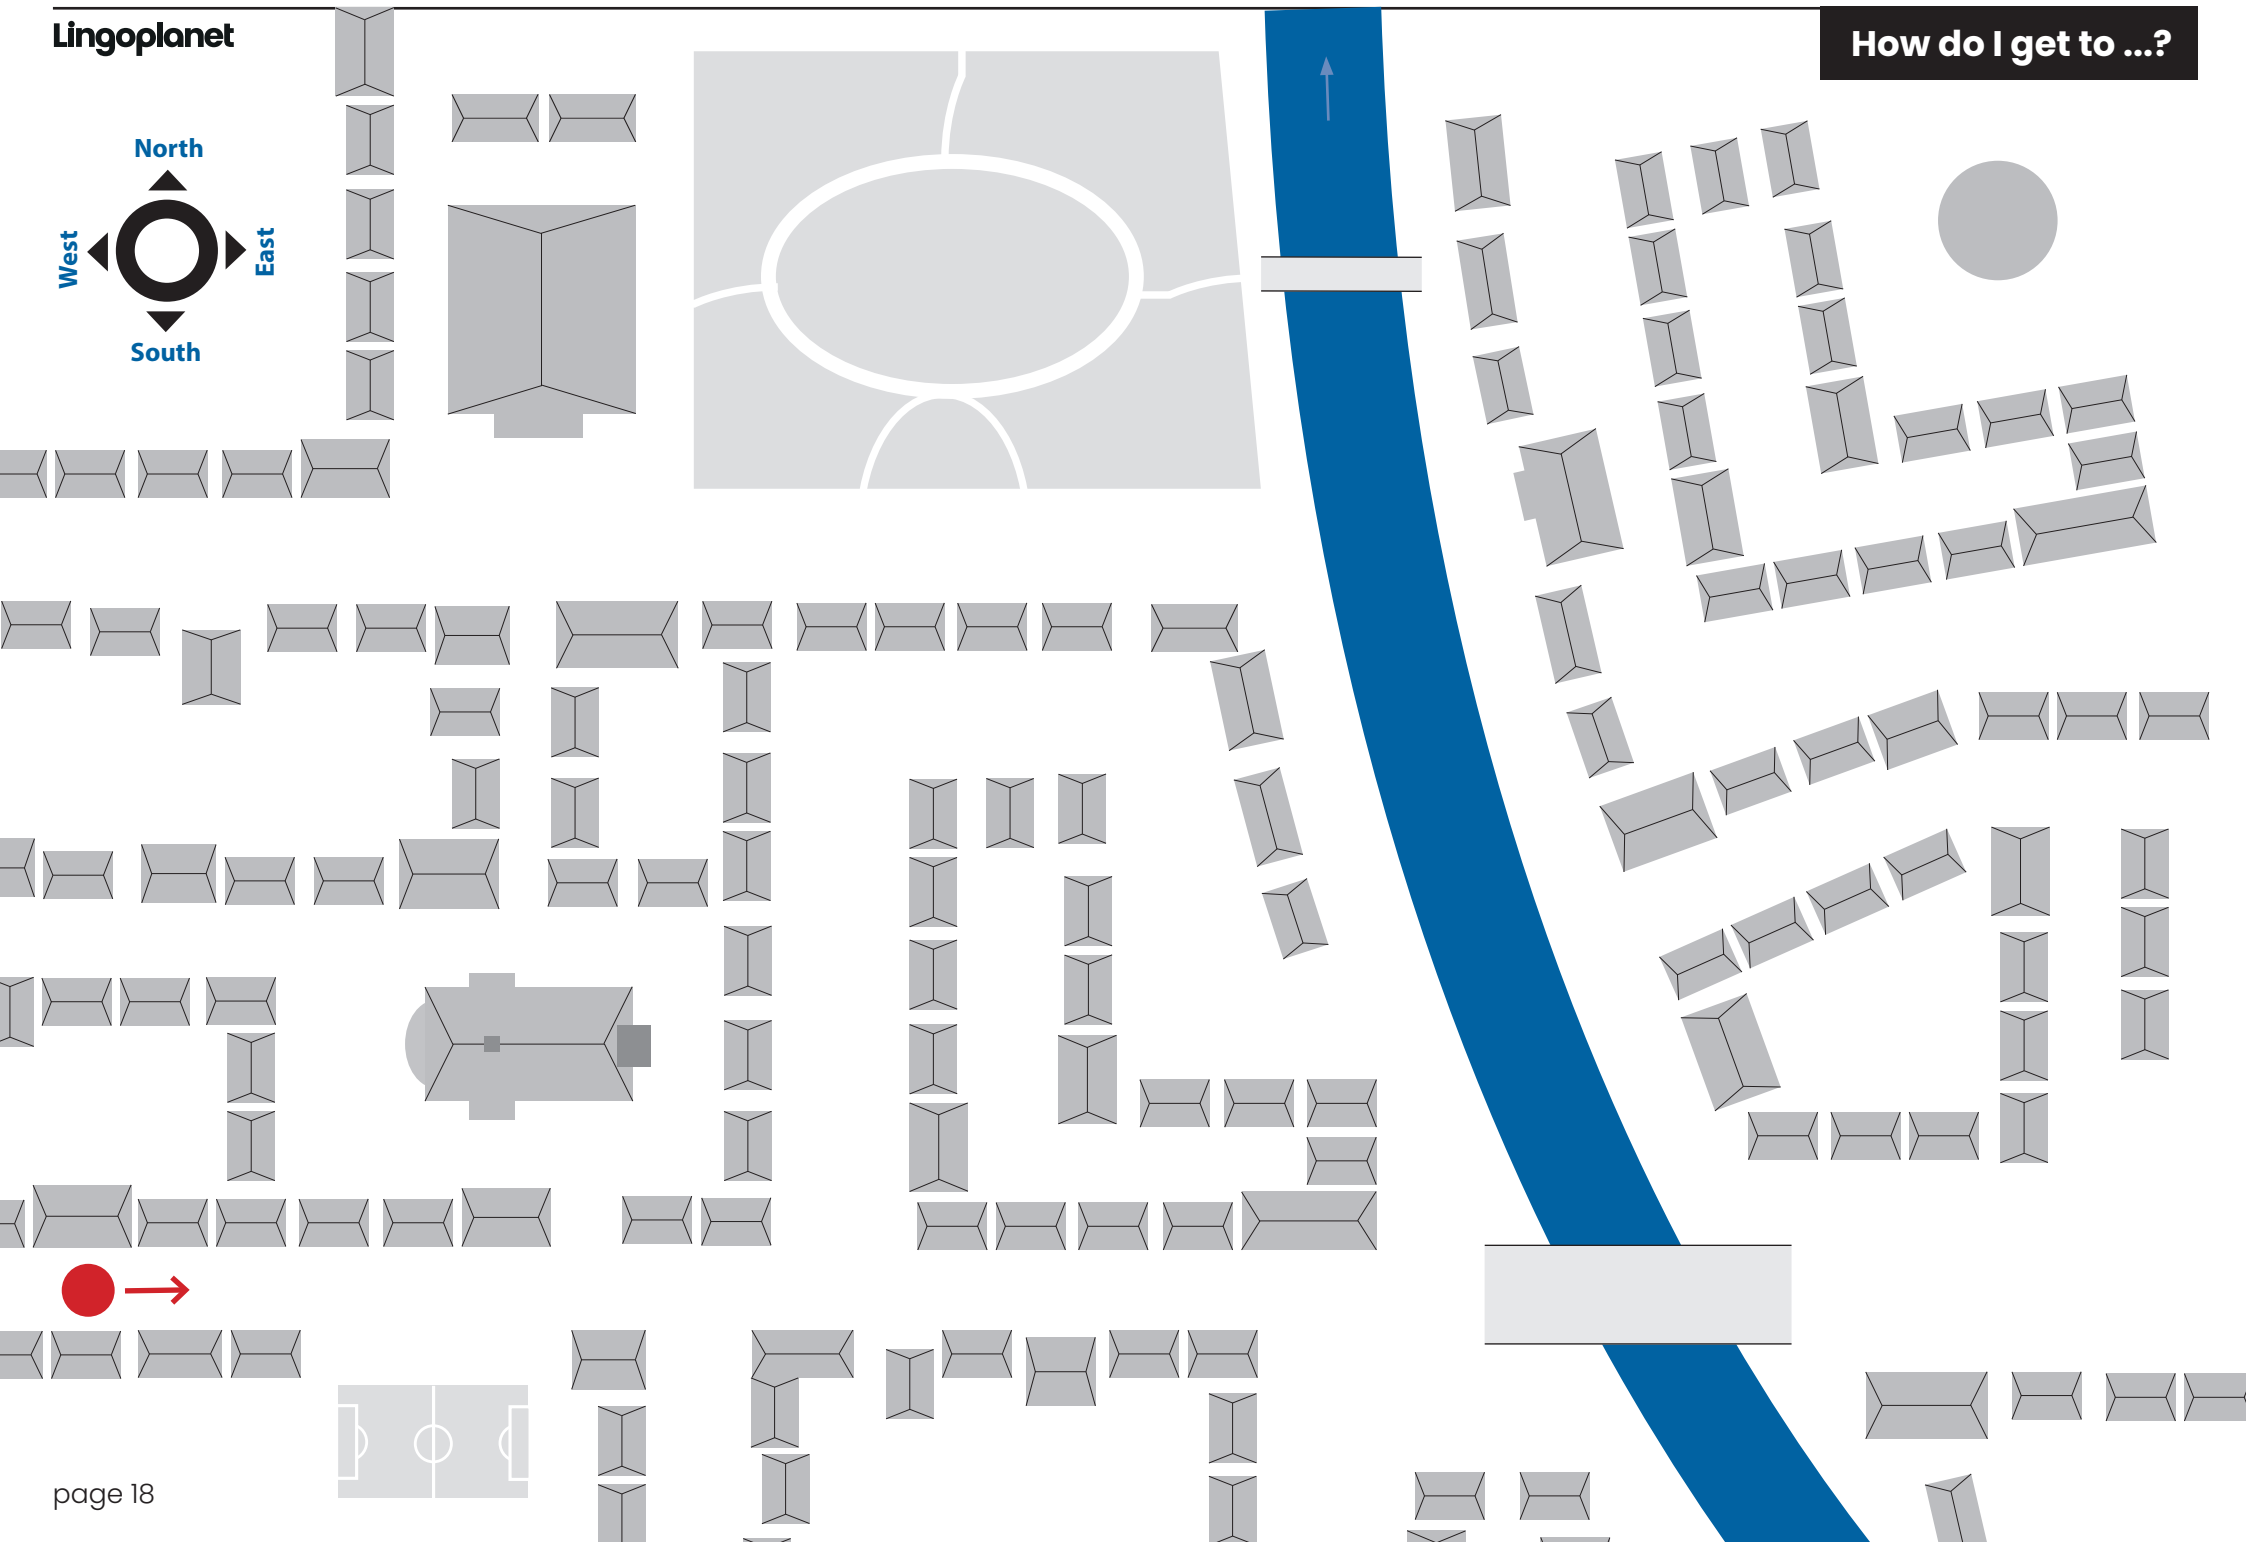 Lingoplanet
How do I get to ...?
North
West
East
South
page 18